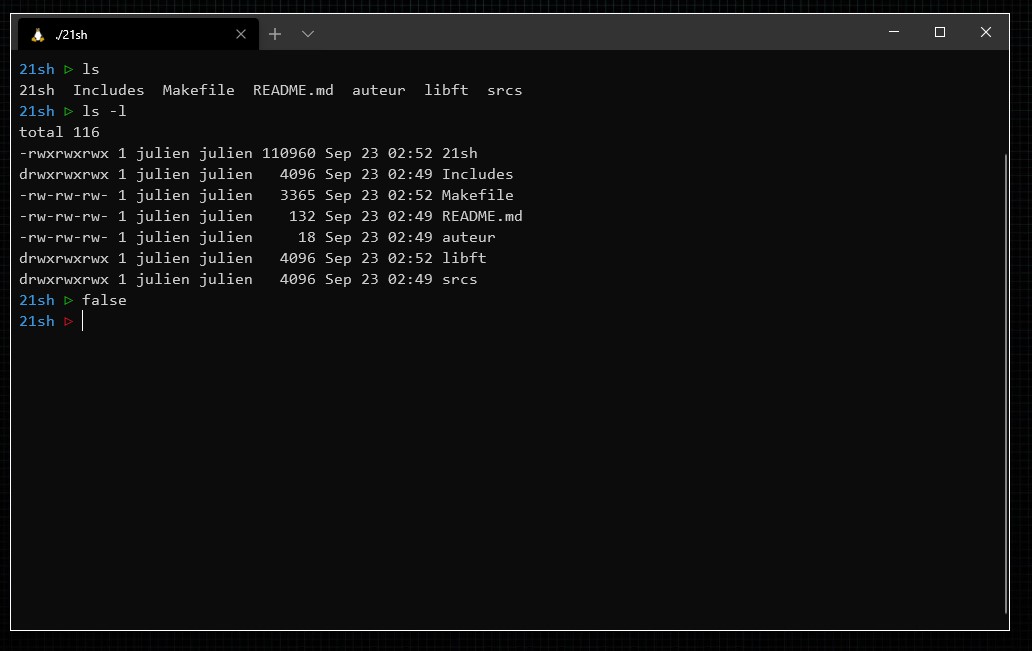 ./21sh
21sh ▷ ls
21sh  Includes  Makefile  README.md  auteur  libft  srcs
21sh ▷ ls -l
total 116
-rwxrwxrwx 1 julien julien 110960 Sep 23 02:52 21sh
drwxrwxrwx 1 julien julien   4096 Sep 23 02:49 Includes
-rw-rw-rw- 1 julien julien   3365 Sep 23 02:52 Makefile
-rw-rw-rw- 1 julien julien    132 Sep 23 02:49 README.md
-rw-rw-rw- 1 julien julien     18 Sep 23 02:49 auteur
drwxrwxrwx 1 julien julien   4096 Sep 23 02:52 libft
drwxrwxrwx 1 julien julien   4096 Sep 23 02:49 srcs
21sh ▷ false
21sh ▷